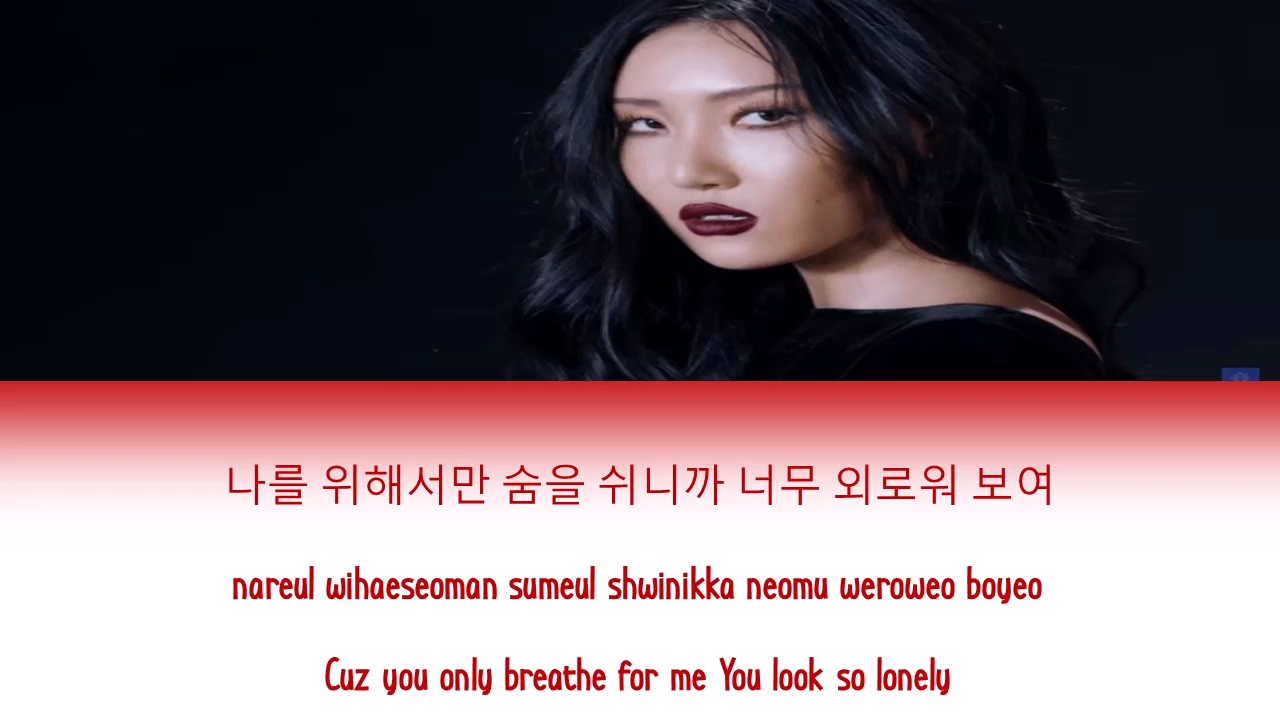 나를 위해서만 숨을 쉬니까 너무 외로워 보여
nareul wihaeseoman sumeul shwinikka neomu weroweo boyeo
Cuz you only breathe for me You look so lonely